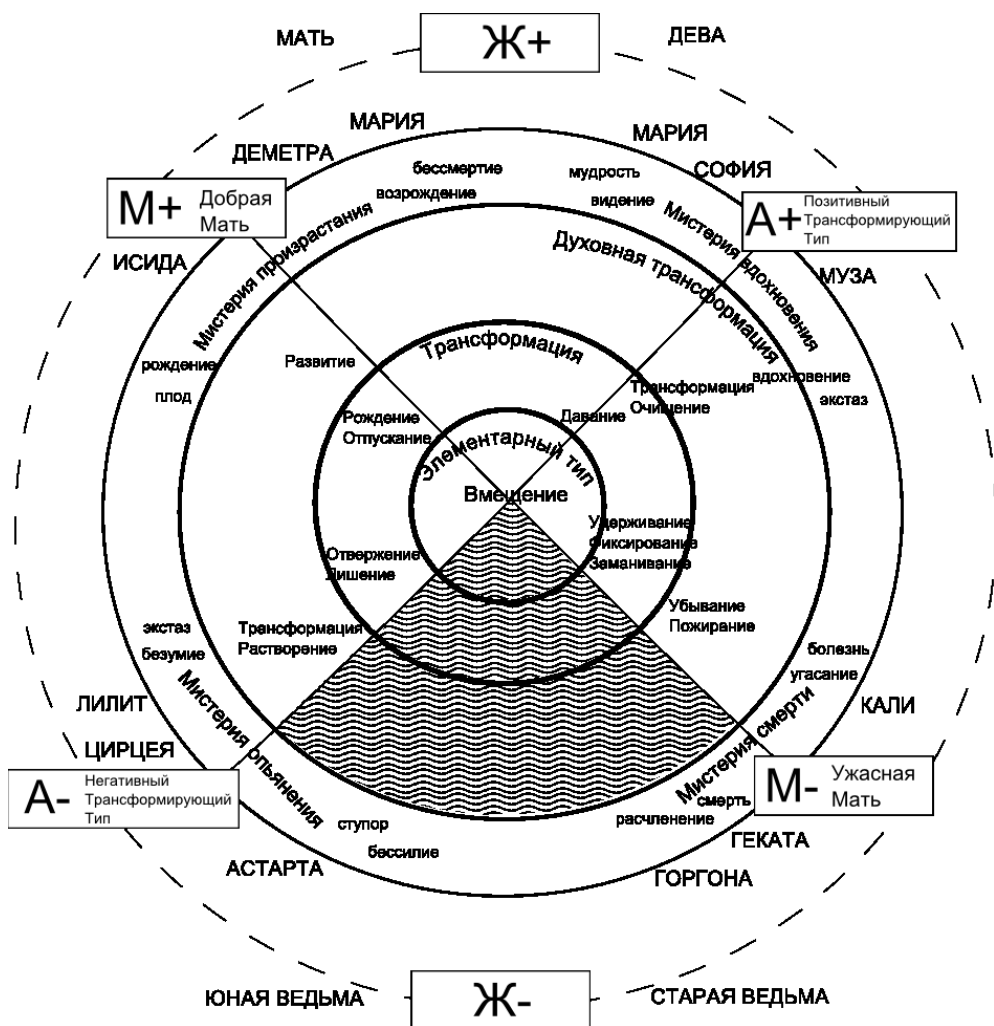 МАТЬ
Ж+
ДЕВА
МАРИЯ
МАРИЯ
ДЕМЕТРА
СОФИЯ
бессмертие
возрождение
мудрость
видение
М+ Добрая
Мать
А+ Позитивный
Трансформирующий
Тип
Мистерия произрастания
Мистерия вдохновения
Духовная трансформация
ИСИДА
МУЗА
рождение
плод
Развитие
Трансформация
вдохновение
экстаз
Трансформация
Очищение
Рождение
Отпускание
Давание
Элементарный тип
Вмещение
Удерживание
Фиксирование
Заманивание
Отвержение
Лишение
Убывание
Пожирание
Трансформация
Растворение
экстаз
безумие
болезнь
угасание
ЛИЛИТ
КАЛИ
ЦИРЦЕЯ
Мистерия опьянения
Мистерия смерти
А- Негативный
Трансформирующий
Тип
М- Ужасная
Мать
смерть
расчленение
ступор
бессилие
ГЕКАТА
АСТАРТА
ГОРГОНА
ЮНАЯ ВЕДЬМА
Ж-
СТАРАЯ ВЕДЬМА